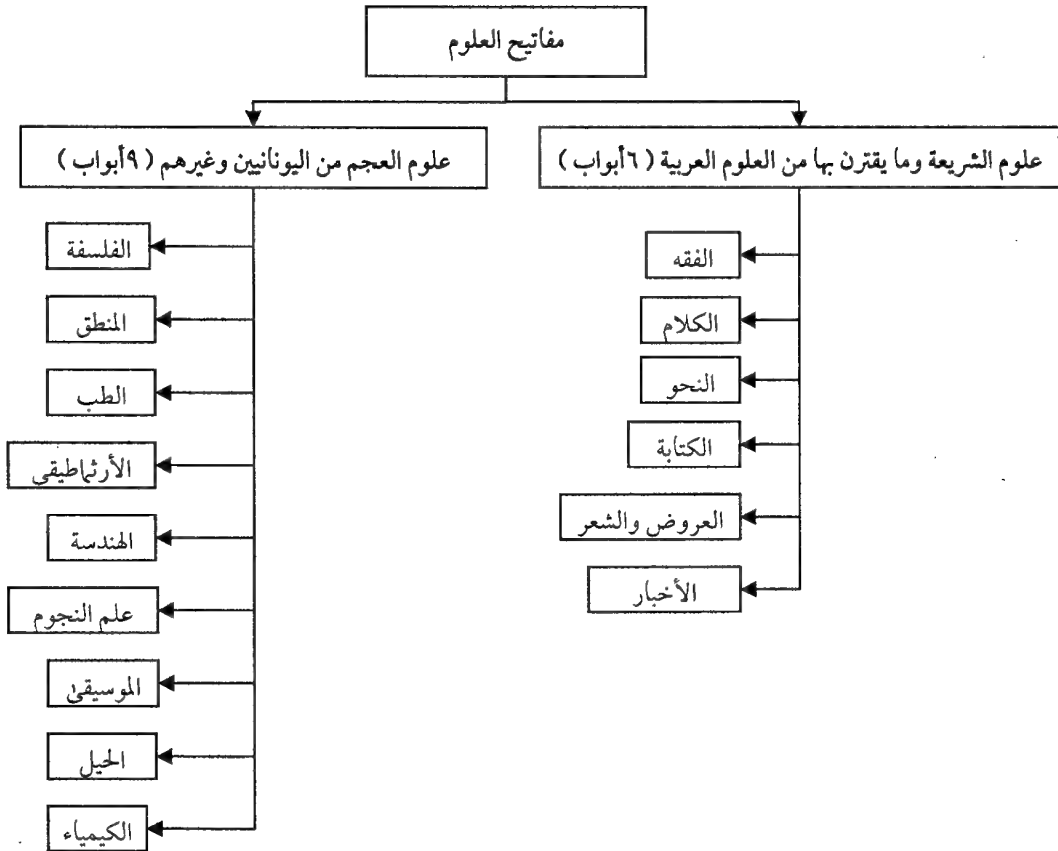 مفاتيح العلوم
علوم الشريعة وما يقترن بها من العلوم العربية ( ٦أبواب )
الفقه
الكلام
النحو
الكتابة
العروض والشعر
الأخبار
علوم العجم من اليونانيين وغيرهم ( ٩أبواب )
الفلسفة
المنطق
الطب
الأرثماطيقي
الهندسة
علم النجوم
الموسيقىٰ
الحيل
الكيمياء